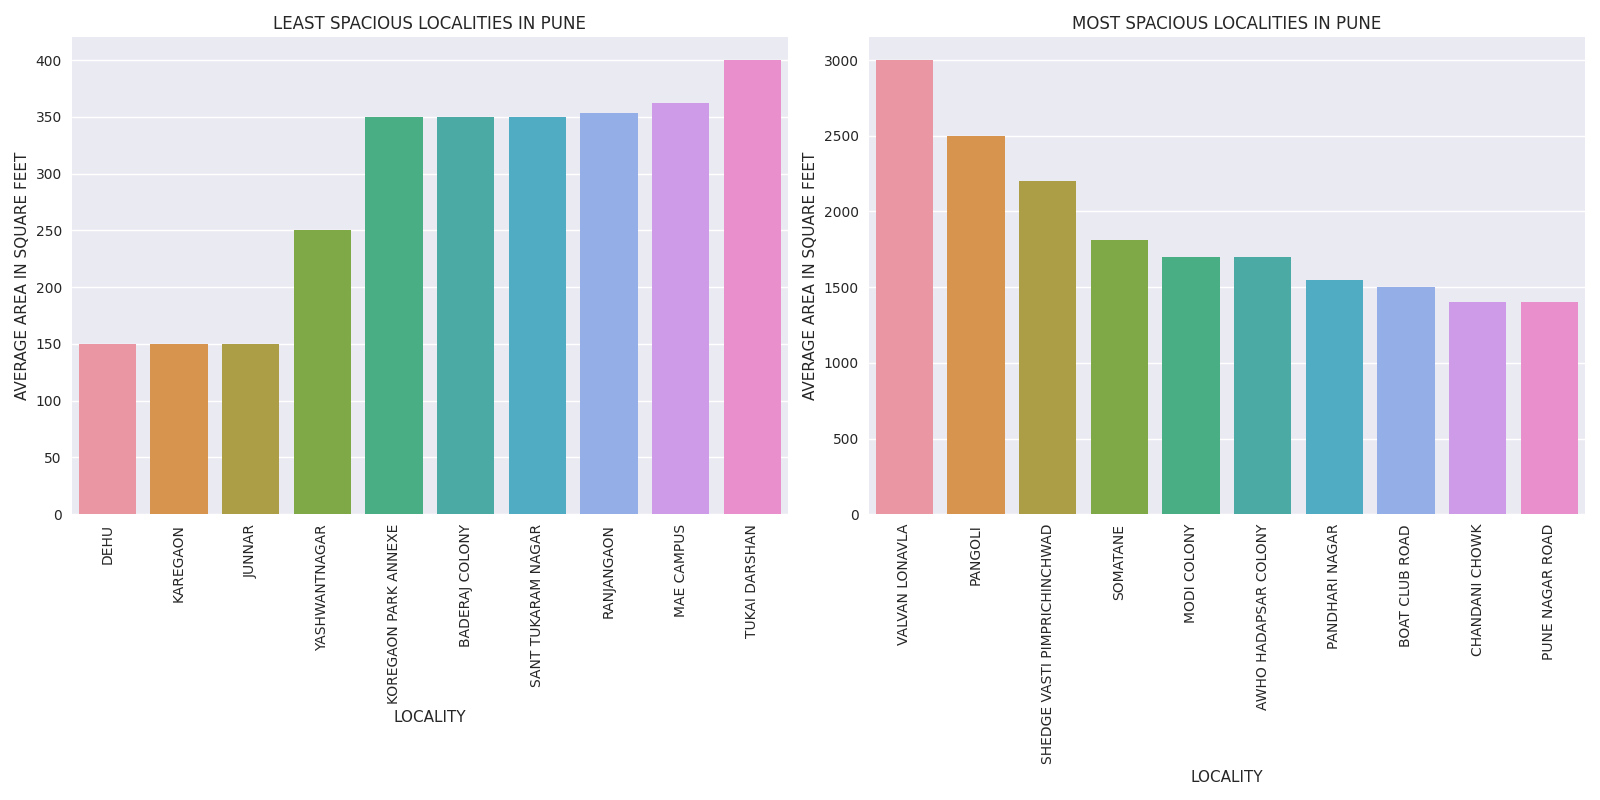 LEAST SPACIOUS LOCALITIES IN PUNE
AVERAGE AREA IN SQUARE FEET
400
350
300
250
200
150
100
50
0
DEHU
KAREGAON
JUNNAR
YASHWANTNAGAR
KOREGAON PARK ANNEXE
BADERAJ COLONY
SANT TUKARAM NAGAR
RANJANGAON
MAE CAMPUS
TUKAI DARSHAN
LOCALITY
MOST SPACIOUS LOCALITIES IN PUNE
AVERAGE AREA IN SQUARE FEET
3000
2500
2000
1500
1000
500
0
VALVAN LONAVLA
PANGOLI
SHEDGE VASTI PIMPRICHINCHWAD
SOMATANE
MODI COLONY
AWHO HADAPSAR COLONY
PANDHARI NAGAR
BOAT CLUB ROAD
CHANDANI CHOWK
PUNE NAGAR ROAD
LOCALITY